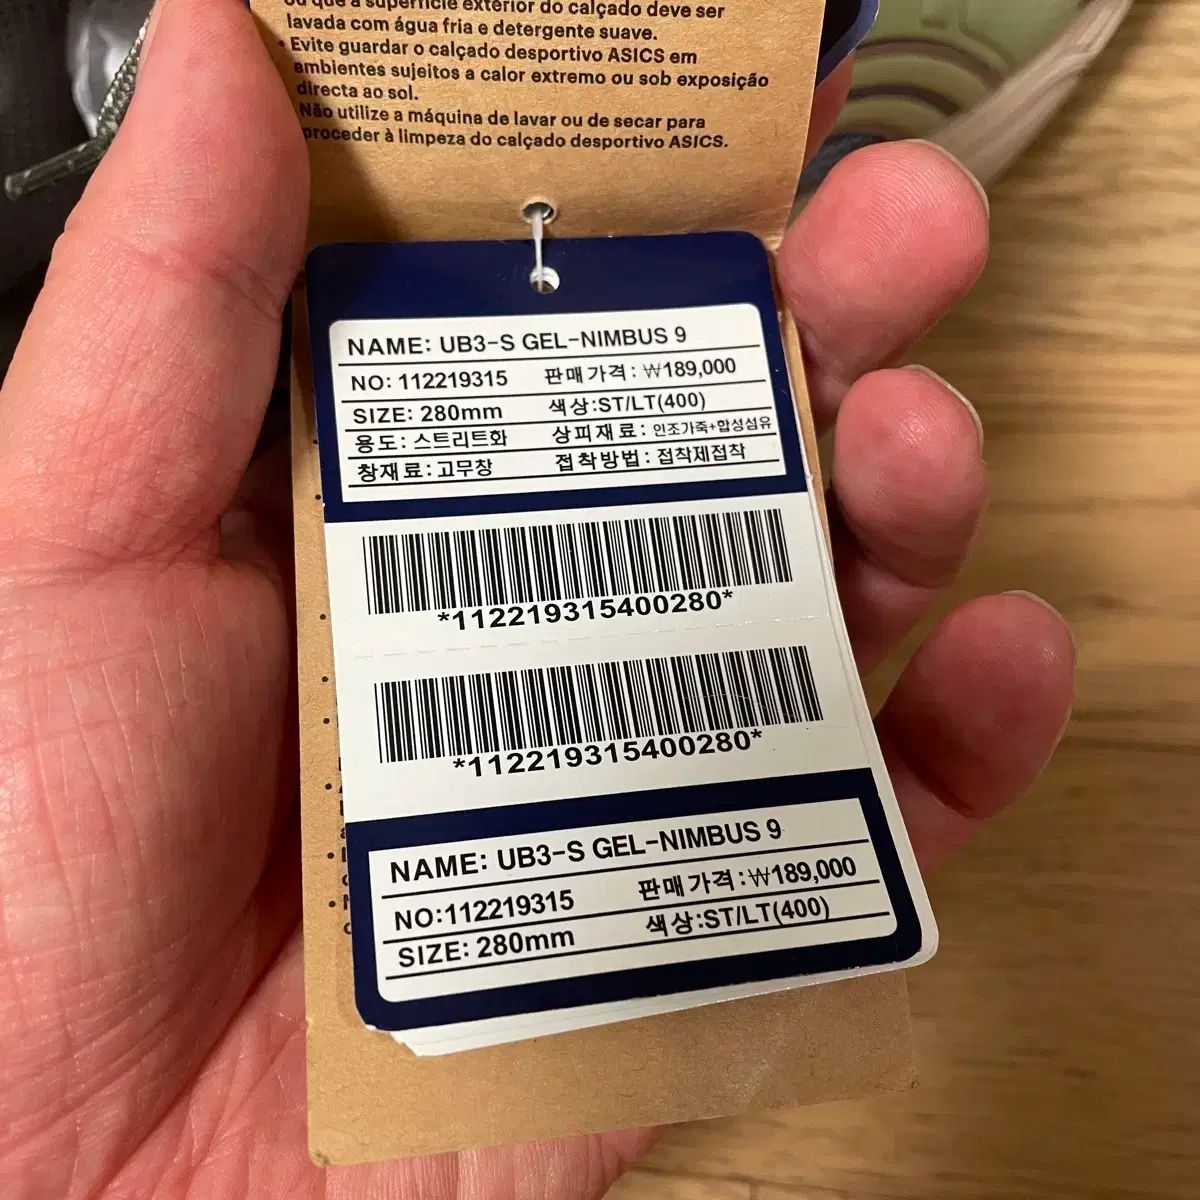 ou que a superfície exterior do calçado deve ser
lavada com água fria e detergente suave.
• Evite guardar o calçado desportivo ASICS em
ambientes sujeitos a calor extremo ou sob exposição
directa ao sol.
Não utilize a máquina de lavar ou de secar para
proceder à limpeza do calçado desportivo ASICS.
NAME: UB3-S GEL-NIMBUS 9
NO: 112219315 판매가격: ₩189,000
SIZE: 280mm 색상:ST/LT(400)
용도: 스트리트화 상피재료: 인조가죽+합성섬유
창재료: 고무창 접착방법: 접착제접착
*112219315400280*
*112219315400280*
NAME: UB3-S GEL-NIMBUS 9
NO:112219315 판매가격:₩189,000
SIZE: 280mm 색상:ST/LT(400)